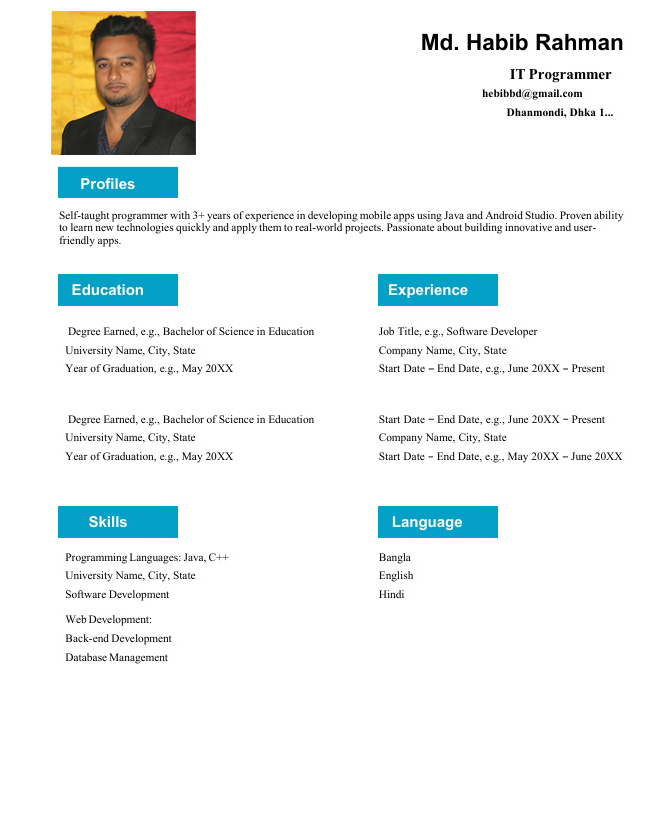 Md. Habib Rahman
IT Programmer
hebibbd@gmail.com
Dhanmondi, Dhka 1...
Profiles
Self-taught programmer with 3+ years of experience in developing mobile apps using Java and Android Studio. Proven ability
to learn new technologies quickly and apply them to real-world projects. Passionate about building innovative and user-
friendly apps.
Education
Degree Earned, e.g., Bachelor of Science in Education
University Name, City, State
Year of Graduation, e.g., May 20XX
Degree Earned, e.g., Bachelor of Science in Education
University Name, City, State
Year of Graduation, e.g., May 20XX
Experience
Job Title, e.g., Software Developer
Company Name, City, State
Start Date – End Date, e.g., June 20XX – Present
Start Date – End Date, e.g., June 20XX – Present
Company Name, City, State
Start Date – End Date, e.g., May 20XX – June 20XX
Skills
Programming Languages: Java, C++
University Name, City, State
Software Development
Web Development:
Back-end Development
Database Management
Language
Bangla
English
Hindi